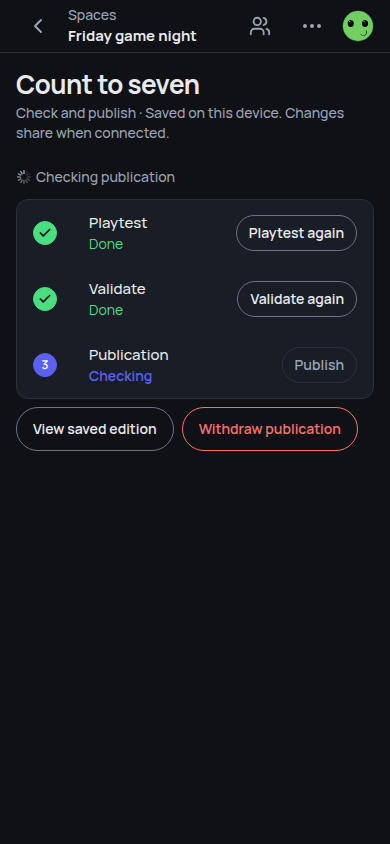 Spaces
Friday game night
Count to seven
Check and publish · Saved on this device. Changes
share when connected.
Checking publication
Playtest
Done
Playtest again
Validate
Done
Validate again
3
Publication
Checking
Publish
View saved edition
Withdraw publication